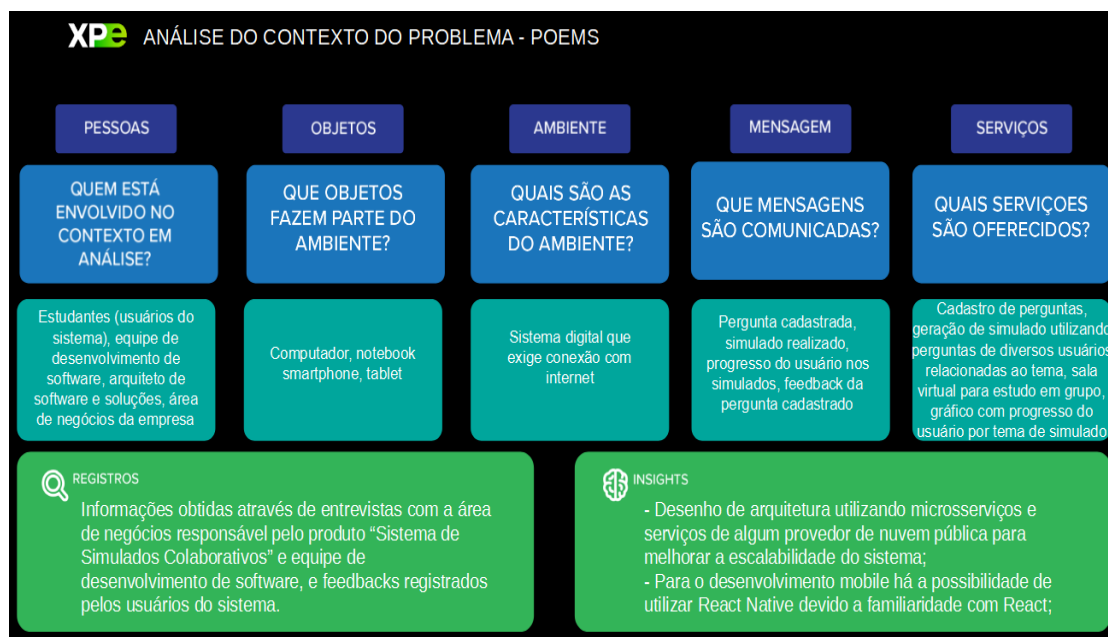 XPe ANÁLISE DO CONTEXTO DO PROBLEMA - POEMS
PESSOAS
OBJETOS
AMBIENTE
MENSAGEM
SERVIÇOS
QUEM ESTÁ
ENVOLVIDO NO
CONTEXTO EM
ANÁLISE?
QUE OBJETOS
FAZEM PARTE DO
AMBIENTE?
QUAIS SÃO AS
CARACTERÍSTICAS
DO AMBIENTE?
QUE MENSAGENS
SÃO COMUNICADAS?
QUAIS SERVIÇOES
SÃO OFERECIDOS?
Estudantes (usuários do
sistema), equipe de
desenvolvimento de
software, arquiteto de
software e soluções, área
de negócios da empresa
Computador, notebook
smartphone, tablet
Sistema digital que
exige conexão com
internet
Pergunta cadastrada,
simulado realizado,
progresso do usuário nos
simulados, feedback da
pergunta cadastrado
Cadastro de perguntas,
geração de simulado utilizando
perguntas de diversos usuários
relacionadas ao tema, sala
virtual para estudo em grupo,
gráfico com progresso do
usuário por tema de simulado
REGISTROS
Informações obtidas através de entrevistas com a área
de negócios responsável pelo produto “Sistema de
Simulados Colaborativos” e equipe de
desenvolvimento de software, e feedbacks registrados
pelos usuários do sistema.
INSIGHTS
- Desenho de arquitetura utilizando microsserviços e
serviços de algum provedor de nuvem pública para
melhorar a escalabilidade do sistema;
- Para o desenvolvimento mobile há a possibilidade de
utilizar React Native devido a familiaridade com React;